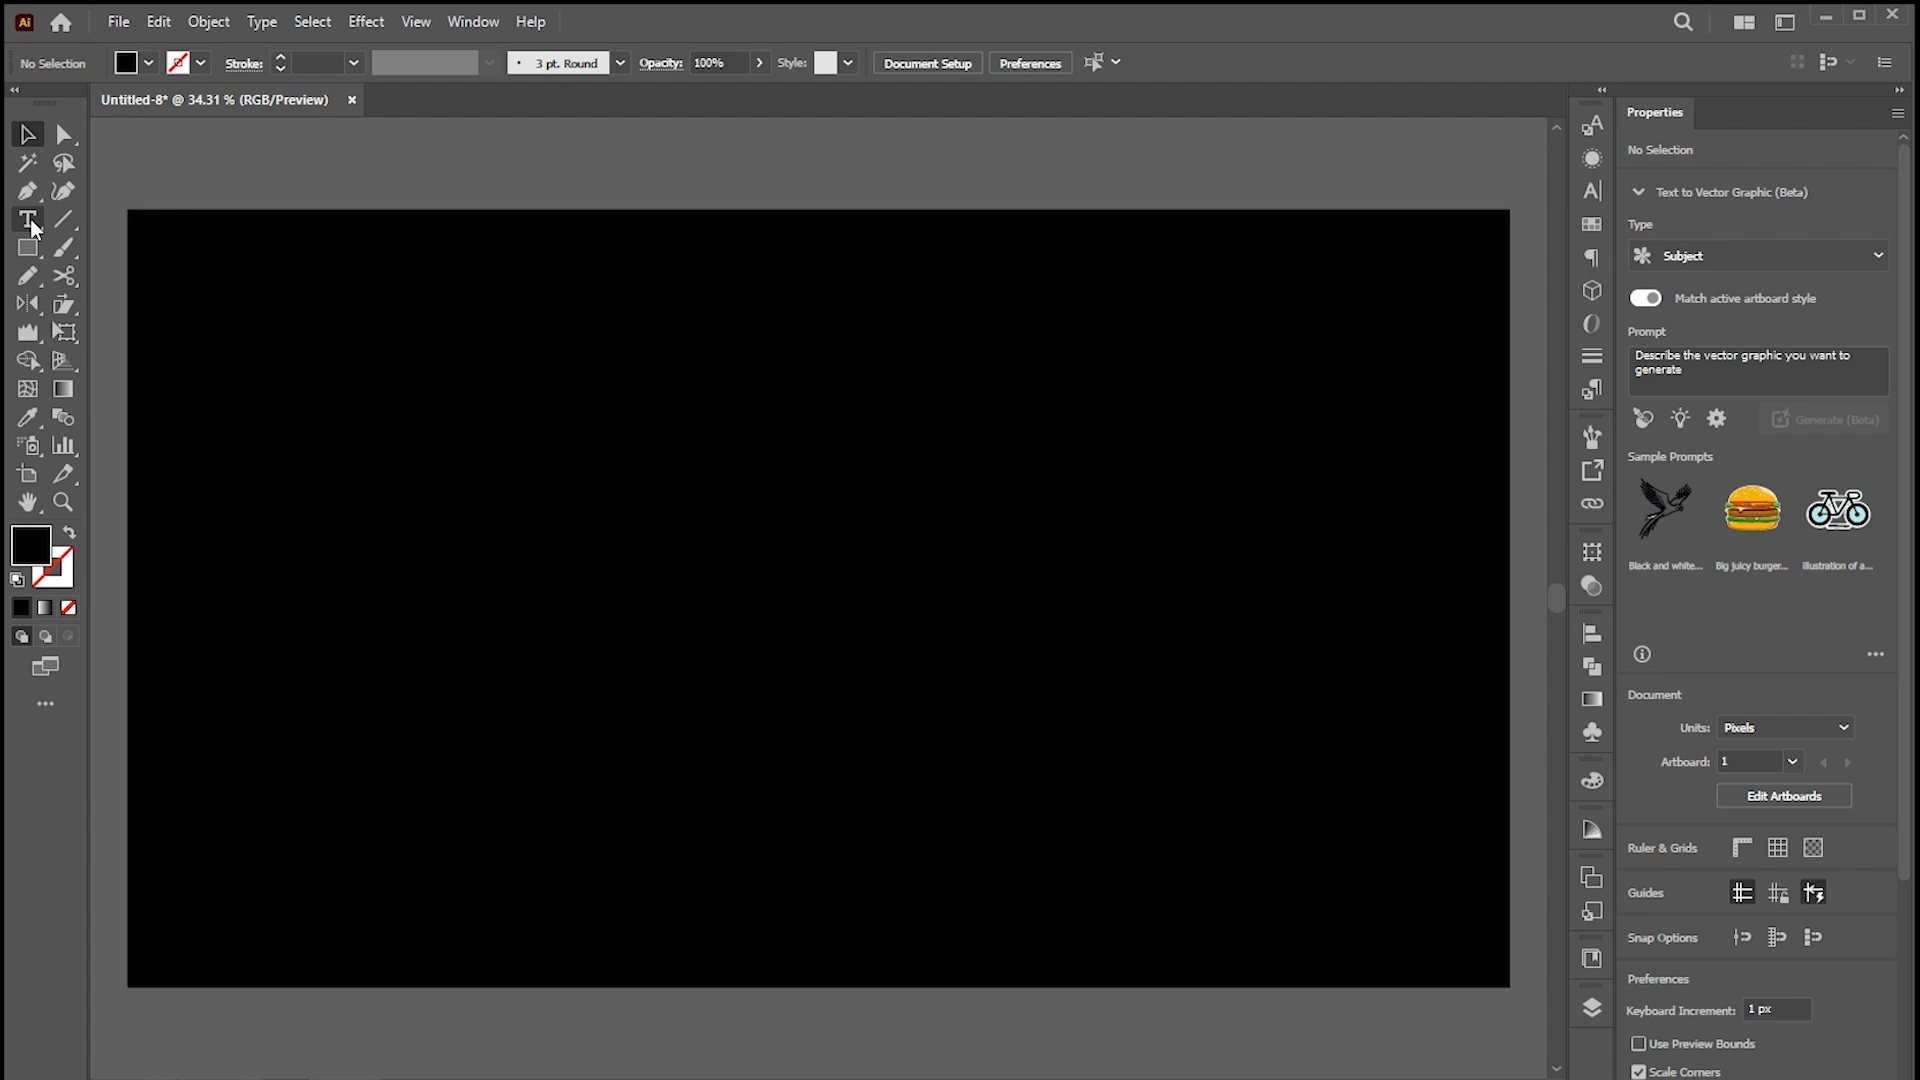 Ai File Edit Object Type Select Effect View Window Help
No Selection Stroke: 3 pt. Round Opacity: 100% Style: Document Setup Preferences
Untitled-8* @ 34.31 % (RGB/Preview) ×
Properties
No Selection
Text to Vector Graphic (Beta)
Type
Subject
Match active artboard style
Prompt
Describe the vector graphic you want to
generate
Generate (Beta)
Sample Prompts
Black and white... Big juicy burger... illustration of a...
Document
Units: Pixels
Artboard: 1
Edit Artboards
Ruler & Grids
Guides
Snap Options
Preferences
Keyboard Increment: 1 px
Use Preview Bounds
Scale Corners